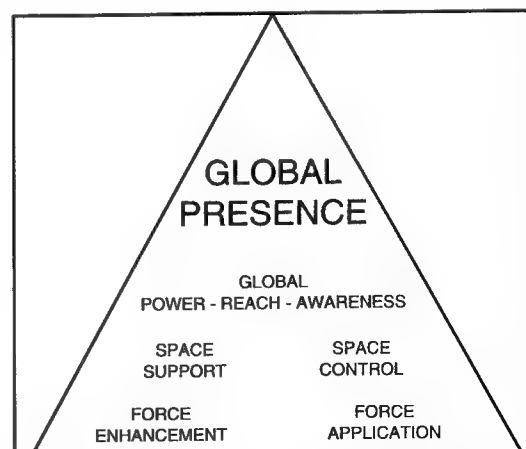 GLOBAL
PRESENCE
GLOBAL
POWER - REACH - AWARENESS
SPACE
SUPPORT
SPACE
CONTROL
FORCE
ENHANCEMENT
FORCE
APPLICATION